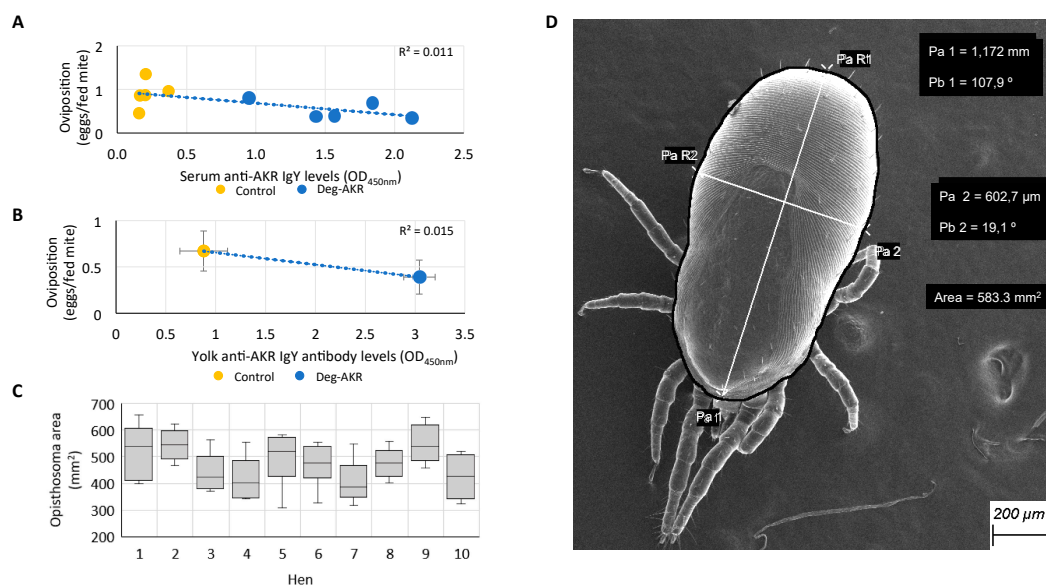 A
Oviposition
(eggs/fed mite)
2
1
0
R² = 0.011
0.0 0.5 1.0 1.5 2.0 2.5
Serum anti-AKR IgY levels (OD450nm)
Control Deg-AKR
B
Oviposition
(eggs/fed mite)
1
0.5
0
R² = 0.015
0 0.5 1 1.5 2 2.5 3 3.5
Yolk anti-AKR IgY antibody levels (OD450nm)
Control Deg-AKR
C
Opisthosoma area
(mm²)
700
600
500
400
300
200
1 2 3 4 5 6 7 8 9 10
Hen
D
Pa R1
Pa R2
Pa 2
Pa 1
Pa 1 = 1,172 mm
Pb 1 = 107,9 º
Pa 2 = 602,7 µm
Pb 2 = 19,1 º
Area = 583.3 mm²
200 µm